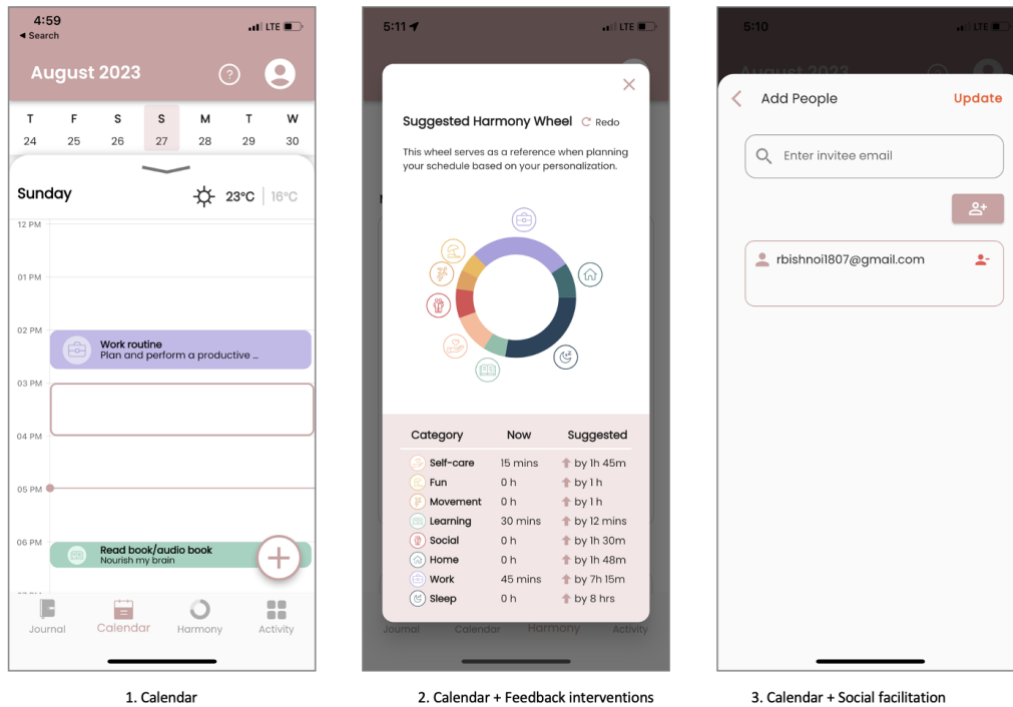 4:59
LTE
◀ Search
August 2023
?
T F S S M T W
24 25 26 27 28 29 30
Sunday
23°C | 16°C
12 PM
01 PM
02 PM
Work routine
Plan and perform a productive ...
03 PM
04 PM
05 PM
06 PM
Read book/audio book
Nourish my brain
Journal
Calendar
Harmony
Activity
1. Calendar
5:11
LTE
Suggested Harmony Wheel
Redo
This wheel serves as a reference when planning
your schedule based on your personalization.
Category Now Suggested
Self-care 15 mins by 1h 45m
Fun 0 h by 1 h
Movement 0 h by 1 h
Learning 30 mins by 12 mins
Social 0 h by 1h 30m
Home 0 h by 1h 48m
Work 45 mins by 7h 15m
Sleep 0 h by 8 hrs
Journal
Calendar
Harmony
Activity
2. Calendar + Feedback interventions
5:10
LTE
August 2023
Add People
Update
Enter invitee email
rbishnoi1807@gmail.com
3. Calendar + Social facilitation